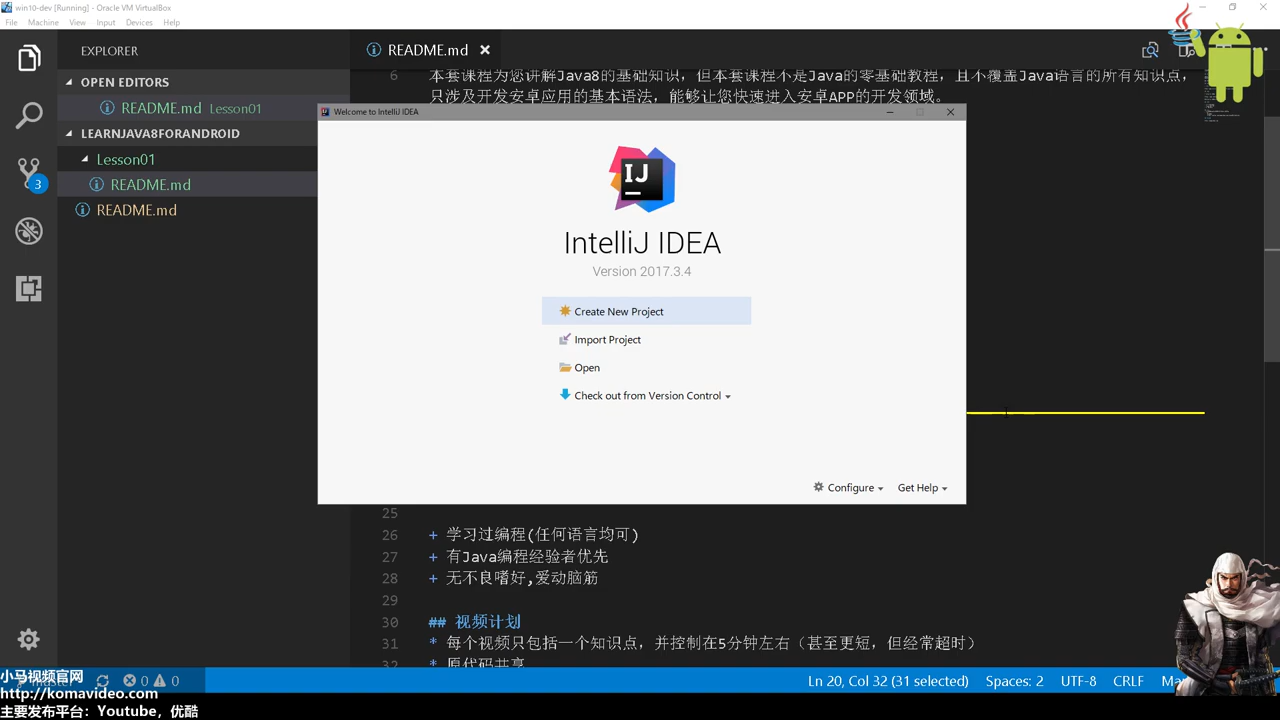 win10-dev [Running] - Oracle VM VirtualBox
File Machine View Input Devices Help
EXPLORER
README.md
OPEN EDITORS
README.md Lesson01
LEARNJAVA8FORANDROID
Lesson01
README.md
README.md
3
6 本套课程为您讲解Java8的基础知识，但本套课程不是Java的零基础教程，且不覆盖Java语言的所有知识点，
只涉及开发安卓应用的基本语法，能够让您快速进入安卓APP的开发领域。
Welcome to IntelliJ IDEA
IJ
IntelliJ IDEA
Version 2017.3.4
Create New Project
Import Project
Open
Check out from Version Control
Configure
Get Help
25
26 + 学习过编程(任何语言均可)
27 + 有Java编程经验者优先
28 + 无不良嗜好,爱动脑筋
29
30 ## 视频计划
31 * 每个视频只包括一个知识点，并控制在5分钟左右（甚至更短，但经常超时）
32 * 原代码共享
小马视频官网
http://komavideo.com
主要发布平台：Youtube，优酷
0 0
Ln 20, Col 32 (31 selected) Spaces: 2 UTF-8 CRLF